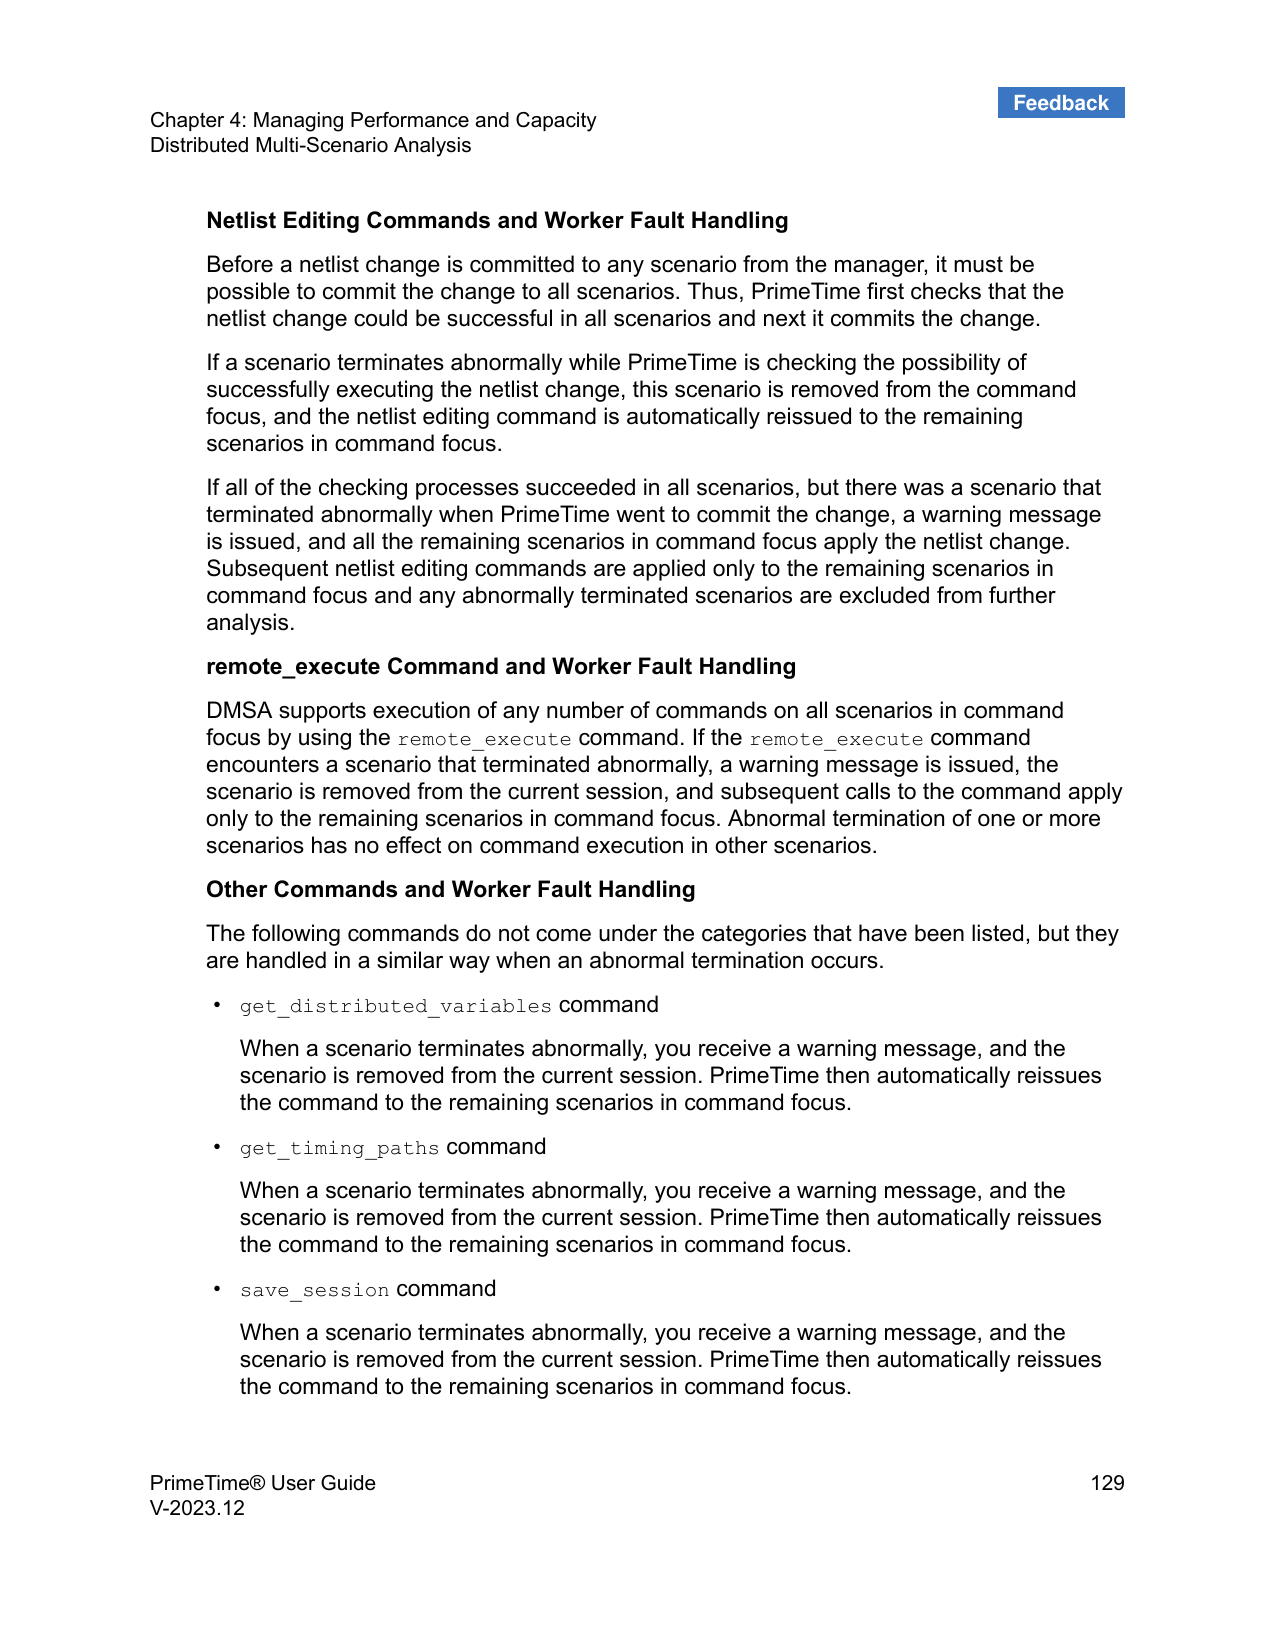 Feedback
Chapter 4: Managing Performance and Capacity
Distributed Multi-Scenario Analysis
Netlist Editing Commands and Worker Fault Handling
Before a netlist change is committed to any scenario from the manager, it must be
possible to commit the change to all scenarios. Thus, PrimeTime first checks that the
netlist change could be successful in all scenarios and next it commits the change.
If a scenario terminates abnormally while PrimeTime is checking the possibility of
successfully executing the netlist change, this scenario is removed from the command
focus, and the netlist editing command is automatically reissued to the remaining
scenarios in command focus.
If all of the checking processes succeeded in all scenarios, but there was a scenario that
terminated abnormally when PrimeTime went to commit the change, a warning message
is issued, and all the remaining scenarios in command focus apply the netlist change.
Subsequent netlist editing commands are applied only to the remaining scenarios in
command focus and any abnormally terminated scenarios are excluded from further
analysis.
remote_execute Command and Worker Fault Handling
DMSA supports execution of any number of commands on all scenarios in command
focus by using the remote_execute command. If the remote_execute command
encounters a scenario that terminated abnormally, a warning message is issued, the
scenario is removed from the current session, and subsequent calls to the command apply
only to the remaining scenarios in command focus. Abnormal termination of one or more
scenarios has no effect on command execution in other scenarios.
Other Commands and Worker Fault Handling
The following commands do not come under the categories that have been listed, but they
are handled in a similar way when an abnormal termination occurs.
• get_distributed_variables command
When a scenario terminates abnormally, you receive a warning message, and the
scenario is removed from the current session. PrimeTime then automatically reissues
the command to the remaining scenarios in command focus.
• get_timing_paths command
When a scenario terminates abnormally, you receive a warning message, and the
scenario is removed from the current session. PrimeTime then automatically reissues
the command to the remaining scenarios in command focus.
• save_session command
When a scenario terminates abnormally, you receive a warning message, and the
scenario is removed from the current session. PrimeTime then automatically reissues
the command to the remaining scenarios in command focus.
PrimeTime® User Guide 129
V-2023.12